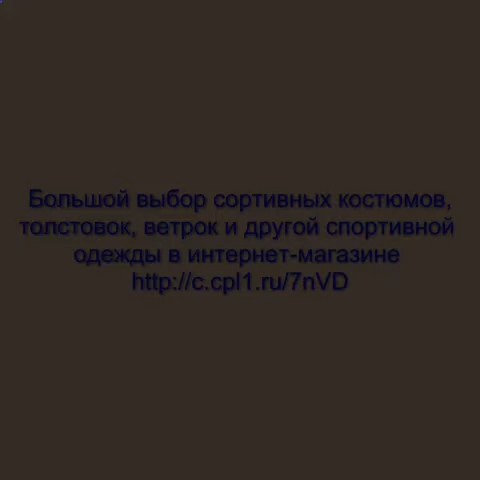 Большой выбор сортивных костюмов,
толстовок, ветрок и другой спортивной
одежды в интернет-магазине
http://c.cpl1.ru/7nVD